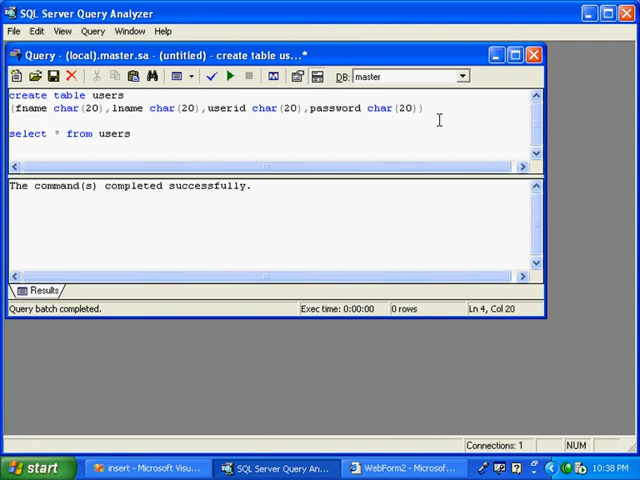 SQL Server Query Analyzer
File Edit View Query Window Help
Query - (local).master.sa - (untitled) - create table us...*
DB: master
create table users
(fname char(20),lname char(20),userid char(20),password char(20))
select * from users
The command(s) completed successfully.
Results
Query batch completed.
Exec time: 0:00:00
0 rows
Ln 4, Col 20
Connections: 1
NUM
start
insert - Microsoft Visu...
SQL Server Query An...
WebForm2 - Microsof...
10:38 PM